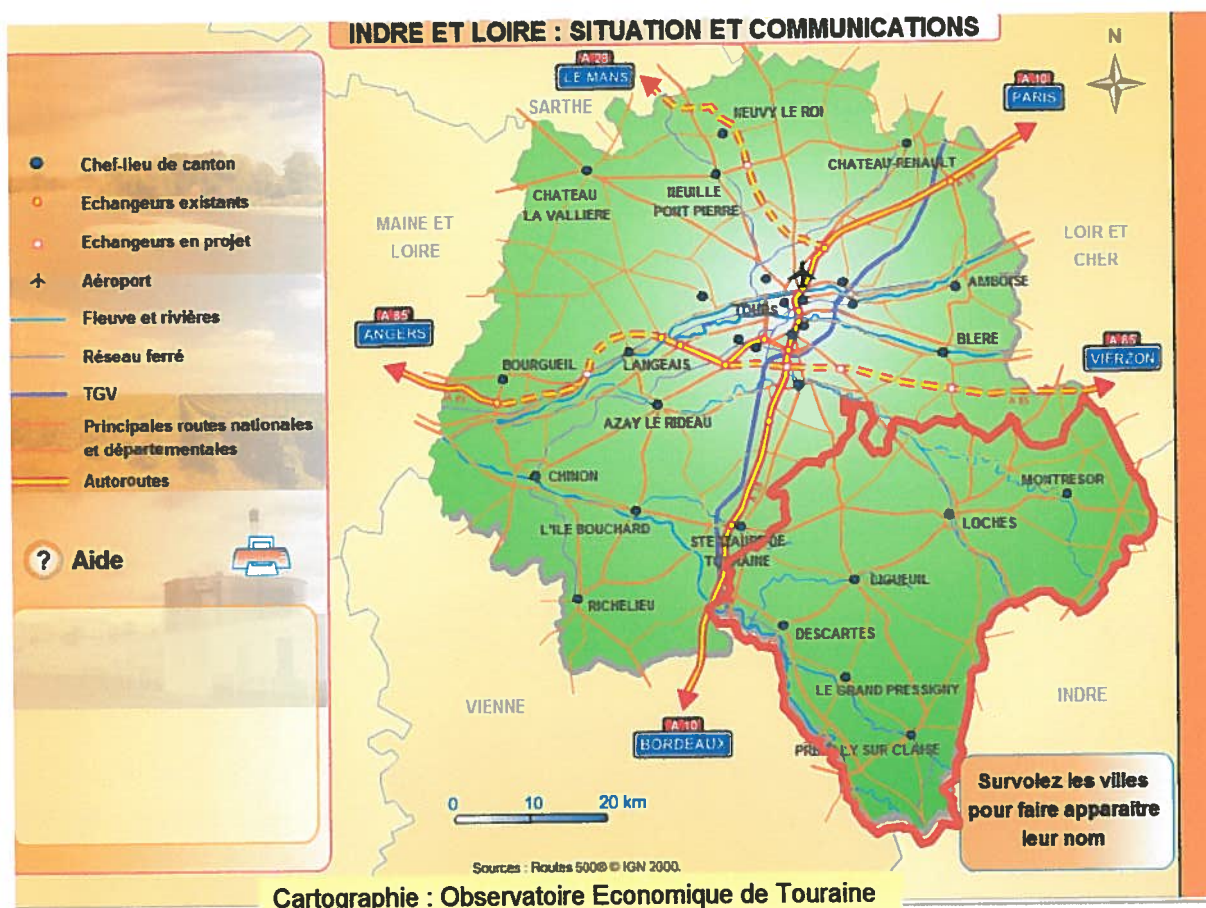 INDRE ET LOIRE : SITUATION ET COMMUNICATIONS
N
A 28
LE MANS
A 10
PARIS
SARTHE
NEUVY LE ROI
CHATEAU-RENAULT
Chef-lieu de canton
Echangeurs existants
Echangeurs en projet
Aéroport
Fleuve et rivières
Réseau ferré
TGV
Principales routes nationales
et départementales
Autoroutes
? Aide
CHATEAU
LA VALLIERE
NEUILLE
PONT PIERRE
A 10
MAINE ET
LOIRE
LOIR ET
CHER
AMBOISE
TOURS
A 85
ANGERS
BLERE
A 85
VIERZON
BOURGUEIL
LANGEAIS
A 85
A 85
AZAY LE RIDEAU
CHINON
MONTRESOR
L'ILE BOUCHARD
LOCHES
STE MAURE DE
TOURAINE
LIGUEUIL
RICHELIEU
DESCARTES
LE GRAND PRESSIGNY
VIENNE
INDRE
A 10
BORDEAUX
SUR CLAISE
0 10 20 km
Survolez les villes
pour faire apparaître
leur nom
Sources : Routes 500® © IGN 2000.
Cartographie : Observatoire Economique de Touraine